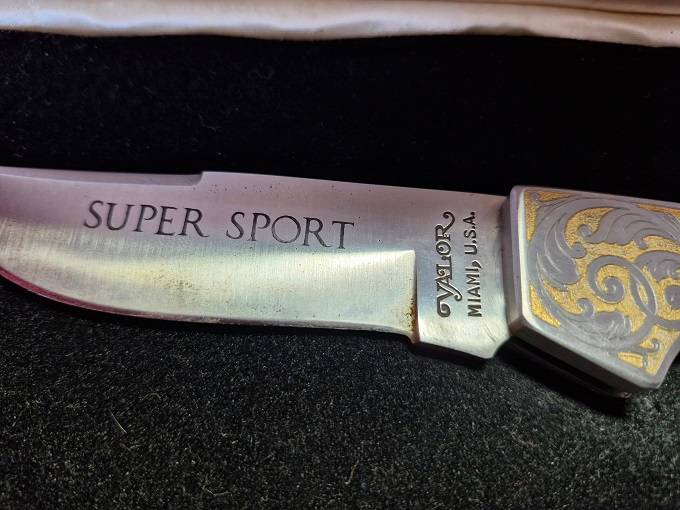 SUPER SPORT
VALOR
MIAMI, U.S.A.